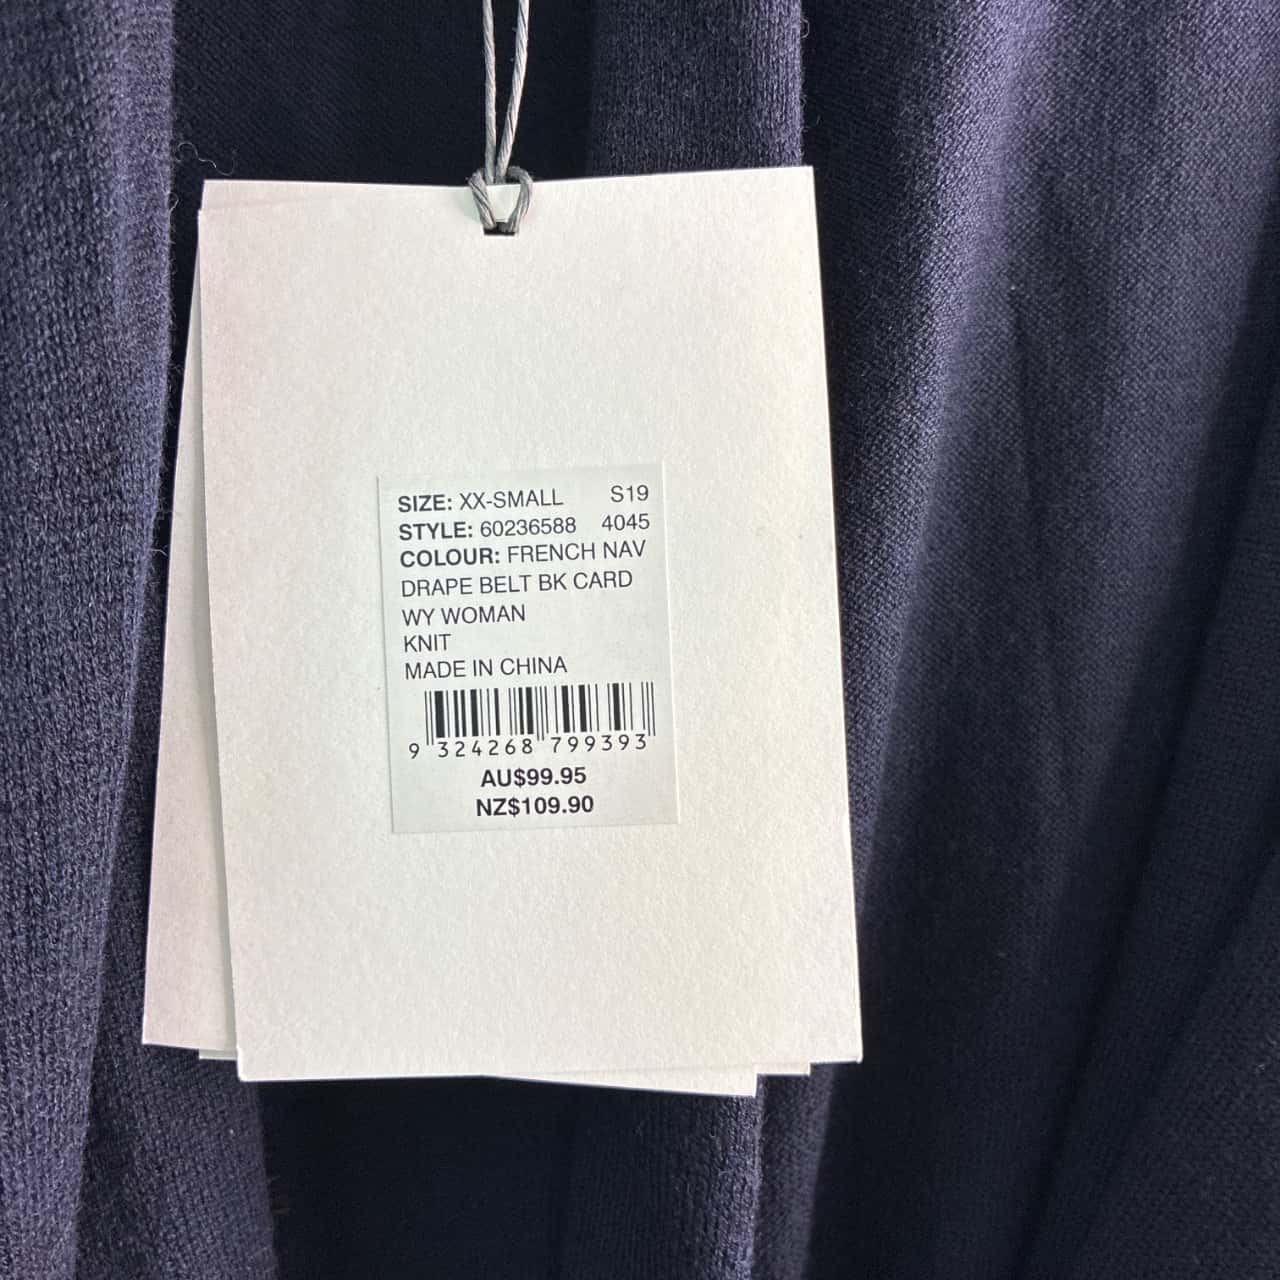 SIZE: XX-SMALL S19
STYLE: 60236588 4045
COLOUR: FRENCH NAV
DRAPE BELT BK CARD
WY WOMAN
KNIT
MADE IN CHINA
9 324268 799393
AU$99.95
NZ$109.90